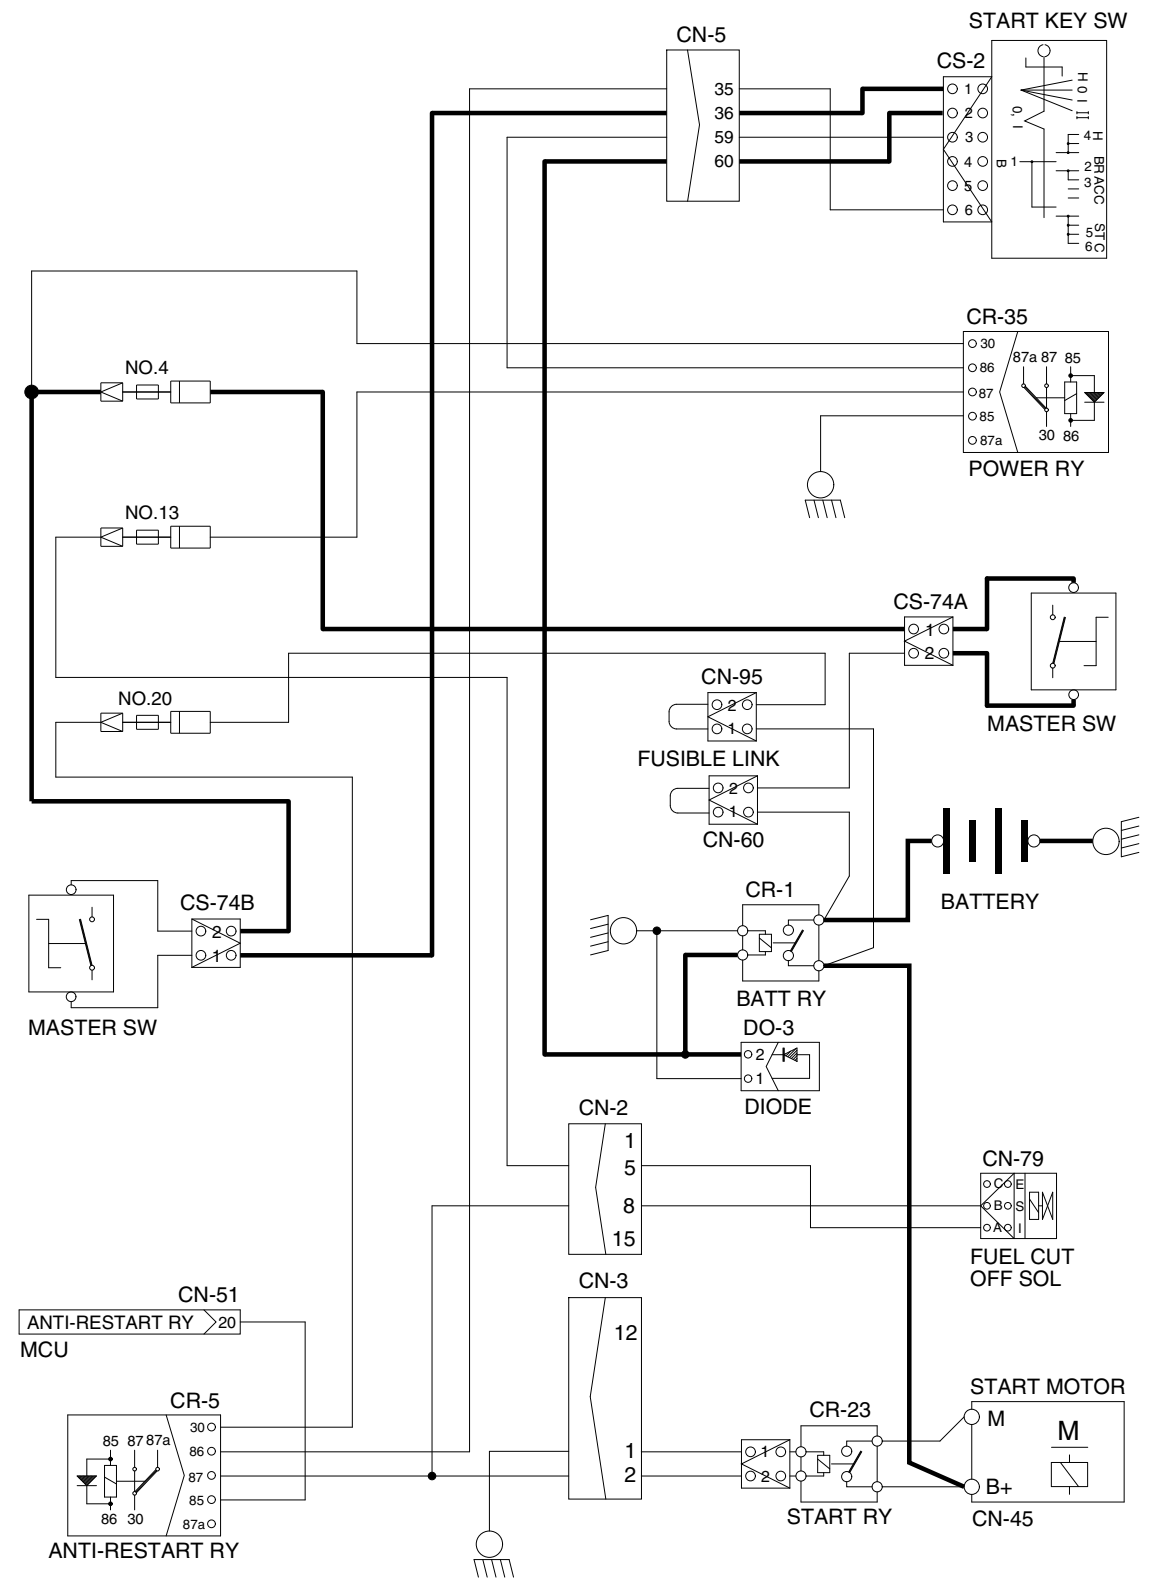 START KEY SW
CN-5
CS-2
35
36
59
60
1
2
3
4
5
6
H
O
I
II
O, I
B
1
4 H
2 BR
3 ACC
5 ST
6 C
CR-35
30
86
87
85
87a
87a 87 85
30 86
POWER RY
NO.4
NO.13
NO.20
CS-74A
1
2
MASTER SW
CN-95
2
1
FUSIBLE LINK
2
1
CN-60
BATTERY
CS-74B
2
1
MASTER SW
CR-1
BATT RY
DO-3
2
1
DIODE
CN-2
1
5
8
15
CN-79
C E
B S
A I
FUEL CUT
OFF SOL
CN-3
12
1
2
CN-51
ANTI-RESTART RY 20
MCU
CR-5
30
86
87
85
87a
85 87 87a
86 30
ANTI-RESTART RY
CR-23
1
2
START RY
START MOTOR
M
M
B+
CN-45